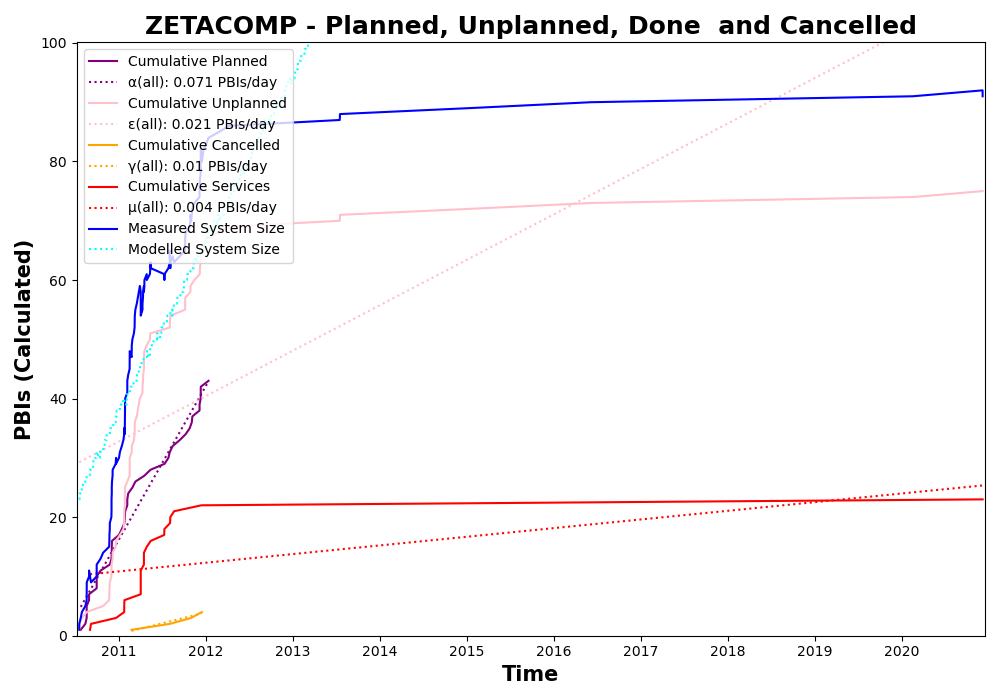 ZETACOMP - Planned, Unplanned, Done  and Cancelled
PBIs (Calculated)
100
80
60
40
20
0
Cumulative Planned
α(all): 0.071 PBIs/day
Cumulative Unplanned
ε(all): 0.021 PBIs/day
Cumulative Cancelled
γ(all): 0.01 PBIs/day
Cumulative Services
μ(all): 0.004 PBIs/day
Measured System Size
Modelled System Size
2011 2012 2013 2014 2015 2016 2017 2018 2019 2020
Time